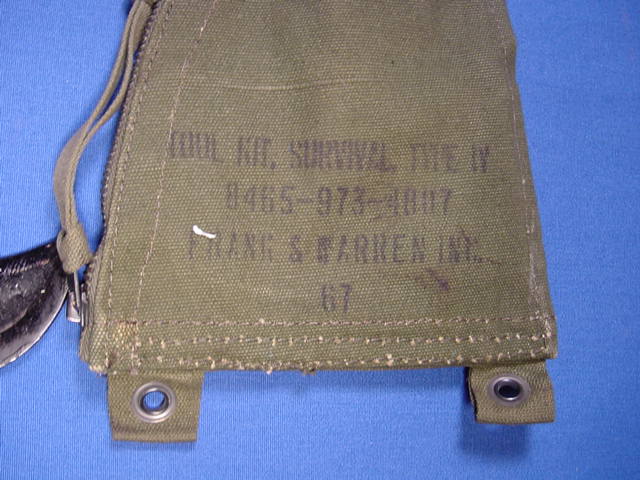 TOOL KIT, SURVIVAL, TYPE IV
8465-973-4807
FRANK & WARREN INC.
67